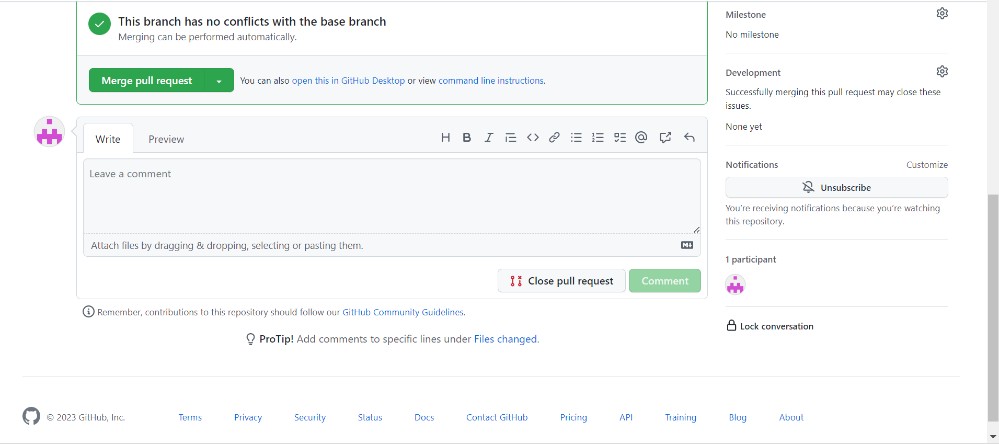 This branch has no conflicts with the base branch
Merging can be performed automatically.
Merge pull request
You can also open this in GitHub Desktop or view command line instructions.
Write
Preview
Leave a comment
Attach files by dragging & dropping, selecting or pasting them.
Close pull request
Comment
Remember, contributions to this repository should follow our GitHub Community Guidelines.
ProTip! Add comments to specific lines under Files changed.
Milestone
No milestone
Development
Successfully merging this pull request may close these
issues.
None yet
Notifications
Customize
Unsubscribe
You’re receiving notifications because you’re watching
this repository.
1 participant
Lock conversation
© 2023 GitHub, Inc.
Terms
Privacy
Security
Status
Docs
Contact GitHub
Pricing
API
Training
Blog
About